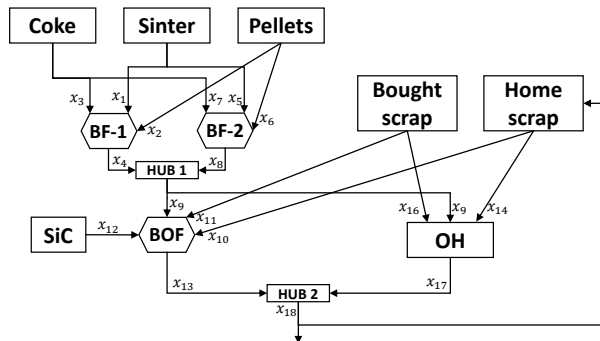 Coke
Sinter
Pellets
x₃
x₁
x₇
x₅
BF-1
x₂
BF-2
x₆
Bought
scrap
Home
scrap
x₄
HUB 1
x₈
x₉
x₁₁
x₁₆
x₉
x₁₄
SiC
x₁₂
BOF
x₁₀
OH
x₁₃
HUB 2
x₁₇
x₁₈